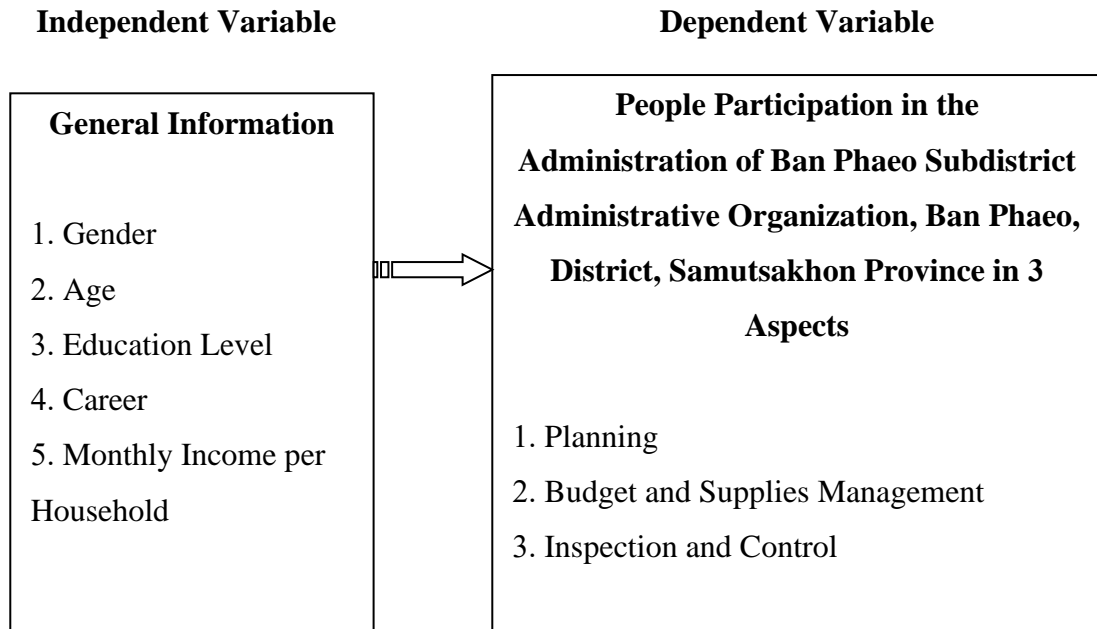 Independent Variable
Dependent Variable
General Information
1. Gender
2. Age
3. Education Level
4. Career
5. Monthly Income per
Household
People Participation in the
Administration of Ban Phaeo Subdistrict
Administrative Organization, Ban Phaeo,
District, Samutsakhon Province in 3
Aspects
1. Planning
2. Budget and Supplies Management
3. Inspection and Control